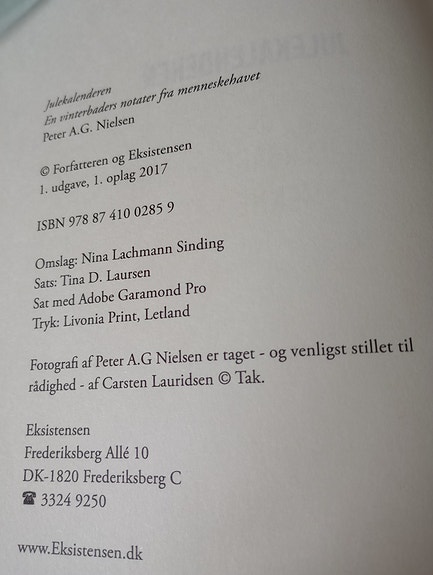 Julekalenderen
En vinterbaders notater fra menneskehavet
Peter A.G. Nielsen
© Forfatteren og Eksistensen
1. udgave, 1. oplag 2017
ISBN 978 87 410 0285 9
Omslag: Nina Lachmann Sinding
Sats: Tina D. Laursen
Sat med Adobe Garamond Pro
Tryk: Livonia Print, Letland
Fotografi af Peter A.G Nielsen er taget - og venligst stillet til
rådighed - af Carsten Lauridsen © Tak.
Eksistensen
Frederiksberg Allé 10
DK-1820 Frederiksberg C
☎ 3324 9250
www.Eksistensen.dk